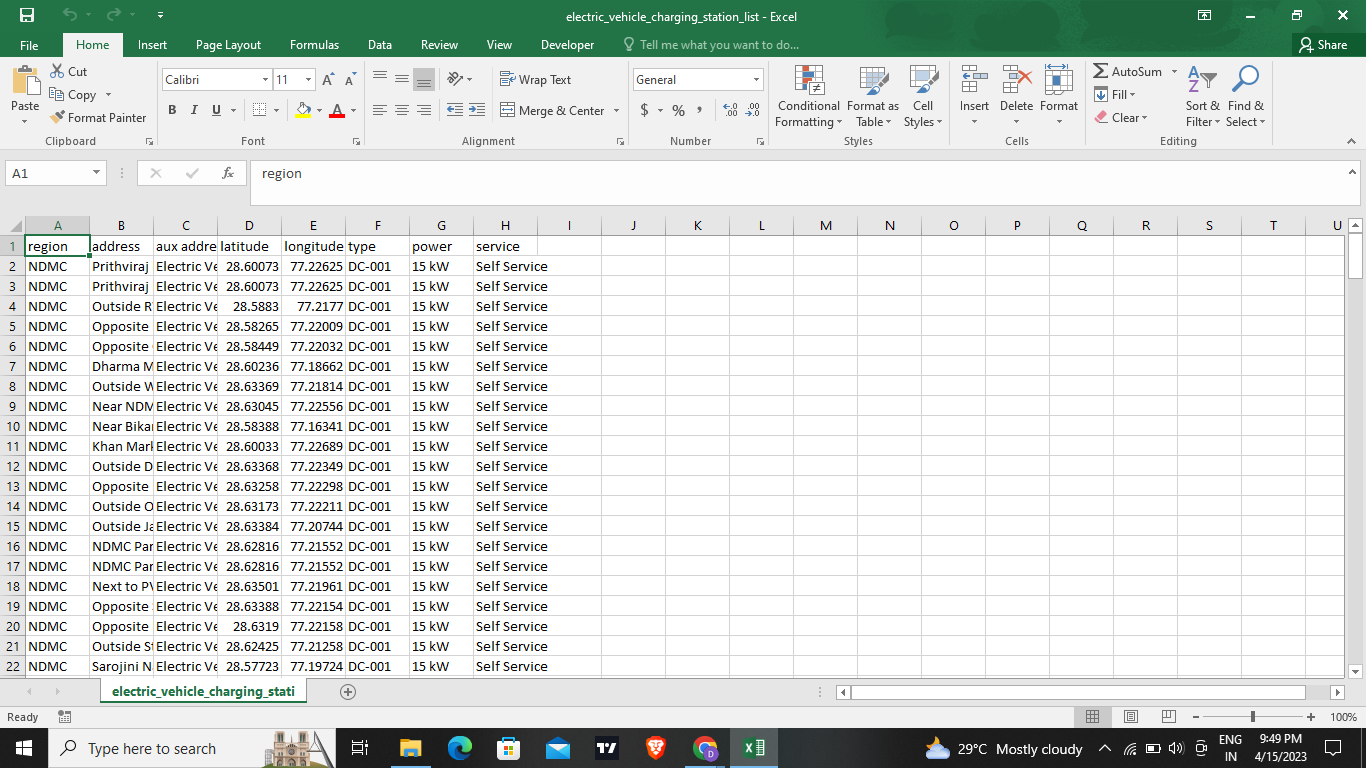 electric_vehicle_charging_station_list - Excel
File Home Insert Page Layout Formulas Data Review View Developer Tell me what you want to do... Share
Cut
Copy
Format Painter
Paste
Clipboard
Calibri 11
B I U
Font
Wrap Text
Merge & Center
Alignment
General
$ % ,
Number
Conditional Formatting
Format as Table
Cell Styles
Styles
Insert Delete Format
Cells
AutoSum
Fill
Clear
Sort & Filter
Find & Select
Editing
A1 fx region
A B C D E F G H I J K L M N O P Q R S T U
1 region address aux addre latitude longitude type power service
2 NDMC Prithviraj Electric Ve 28.60073 77.22625 DC-001 15 kW Self Service
3 NDMC Prithviraj Electric Ve 28.60073 77.22625 DC-001 15 kW Self Service
4 NDMC Outside R Electric Ve 28.5883 77.2177 DC-001 15 kW Self Service
5 NDMC Opposite Electric Ve 28.58265 77.22009 DC-001 15 kW Self Service
6 NDMC Opposite Electric Ve 28.58449 77.22032 DC-001 15 kW Self Service
7 NDMC Dharma M Electric Ve 28.60236 77.18662 DC-001 15 kW Self Service
8 NDMC Outside W Electric Ve 28.63369 77.21814 DC-001 15 kW Self Service
9 NDMC Near NDM Electric Ve 28.63045 77.22556 DC-001 15 kW Self Service
10 NDMC Near Bika Electric Ve 28.58388 77.16341 DC-001 15 kW Self Service
11 NDMC Khan Mark Electric Ve 28.60033 77.22689 DC-001 15 kW Self Service
12 NDMC Outside D Electric Ve 28.63368 77.22349 DC-001 15 kW Self Service
13 NDMC Opposite Electric Ve 28.63258 77.22298 DC-001 15 kW Self Service
14 NDMC Outside O Electric Ve 28.63173 77.22211 DC-001 15 kW Self Service
15 NDMC Outside Ja Electric Ve 28.63384 77.20744 DC-001 15 kW Self Service
16 NDMC NDMC Par Electric Ve 28.62816 77.21552 DC-001 15 kW Self Service
17 NDMC NDMC Par Electric Ve 28.62816 77.21552 DC-001 15 kW Self Service
18 NDMC Next to PV Electric Ve 28.63501 77.21961 DC-001 15 kW Self Service
19 NDMC Opposite Electric Ve 28.63388 77.22154 DC-001 15 kW Self Service
20 NDMC Opposite Electric Ve 28.6319 77.22158 DC-001 15 kW Self Service
21 NDMC Outside St Electric Ve 28.62425 77.21258 DC-001 15 kW Self Service
22 NDMC Sarojini N Electric Ve 28.57723 77.19724 DC-001 15 kW Self Service
electric_vehicle_charging_stati
Ready 100%
Type here to search
29°C Mostly cloudy
ENG
IN
9:49 PM
4/15/2023